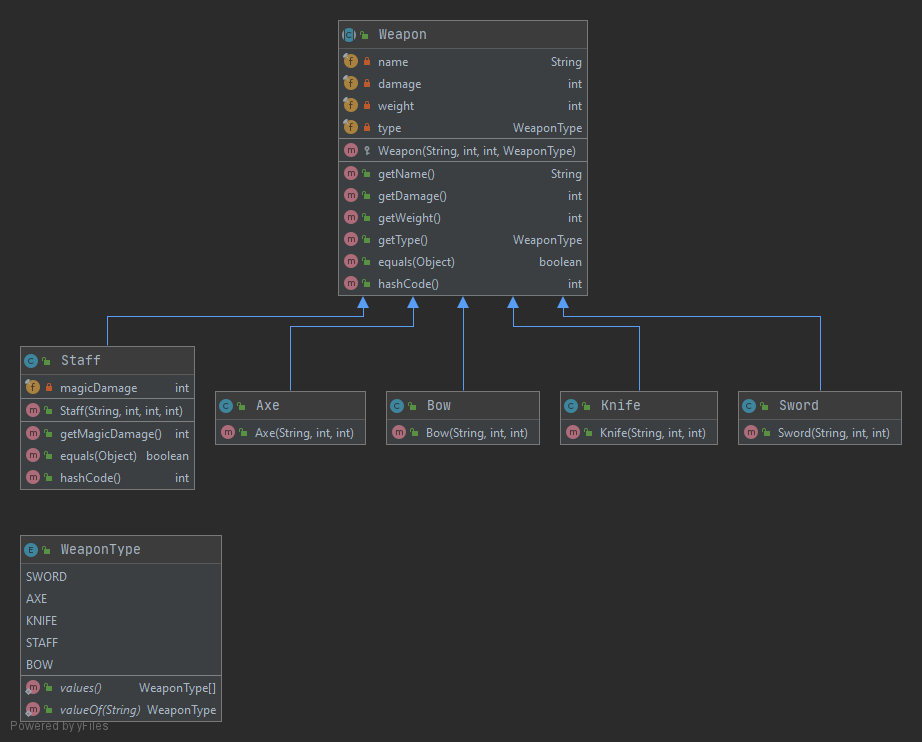 Weapon
name String
damage int
weight int
type WeaponType
Weapon(String, int, int, WeaponType)
getName() String
getDamage() int
getWeight() int
getType() WeaponType
equals(Object) boolean
hashCode() int
Staff
magicDamage int
Staff(String, int, int, int)
getMagicDamage() int
equals(Object) boolean
hashCode() int
Axe
Axe(String, int, int)
Bow
Bow(String, int, int)
Knife
Knife(String, int, int)
Sword
Sword(String, int, int)
WeaponType
SWORD
AXE
KNIFE
STAFF
BOW
values() WeaponType[]
valueOf(String) WeaponType
Powered by yFiles